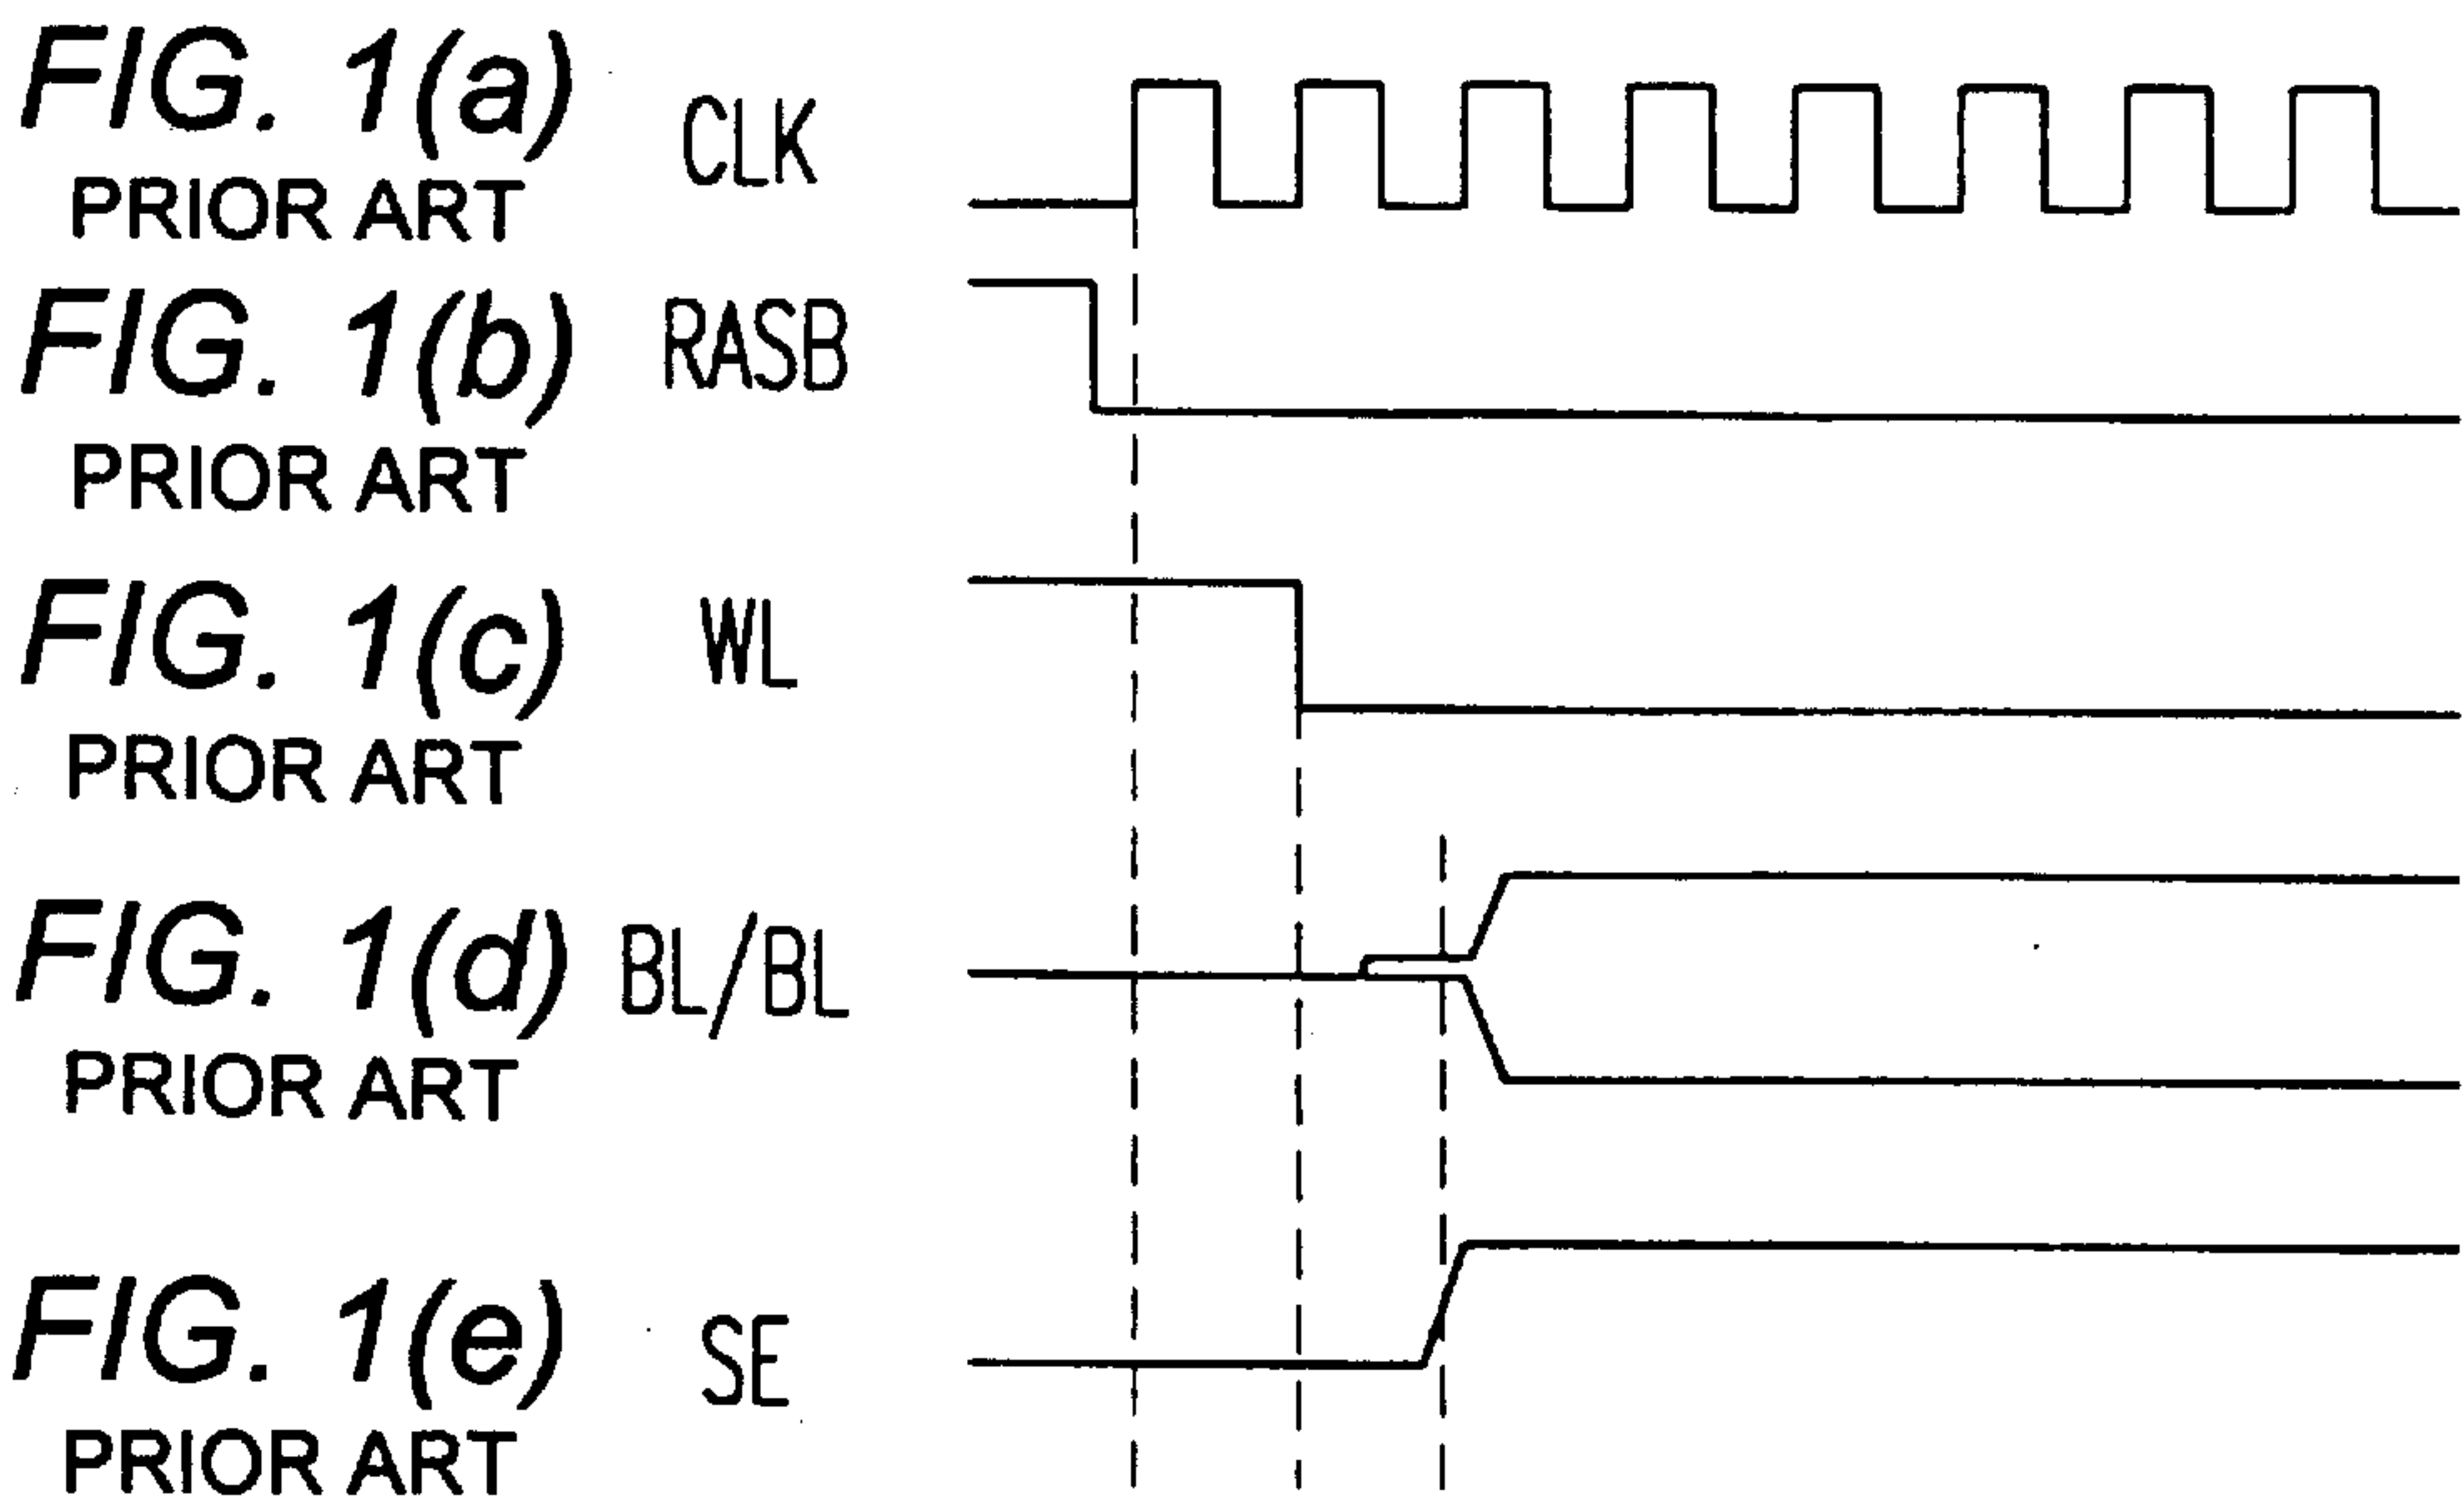 FIG. 1(a) CLK
PRIOR ART
FIG. 1(b) RASB
PRIOR ART
FIG. 1(c) WL
PRIOR ART
FIG. 1(d) BL/BL
PRIOR ART
FIG. 1(e) SE
PRIOR ART